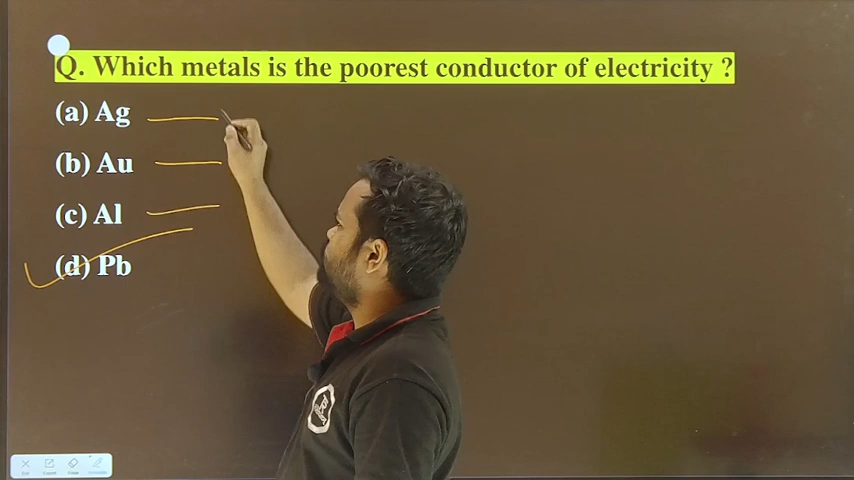 Q. Which metals is the poorest conductor of electricity ?
(a) Ag
(b) Au
(c) Al
(d) Pb